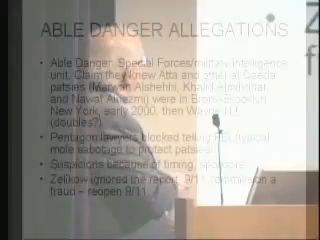 ABLE DANGER ALLEGATIONS
• Able Danger: Special Forces/military intelligence
unit. Claim they knew Atta and other al Qaeda
patsies (Marwan Alshehhi, Khalid Almihdhar,
and Nawaf Alhazmi) were in Bronx-Brooklyn
New York, early 2000, then Wayne NJ
(doubles?)
• Pentagon lawyers blocked telling typical
mole sabotage to protect patsies
• Suspicions because of timing, sponsors
• Zelikow ignored the report; 9/11 commission a
fraud – reopen 9/11
Z
f